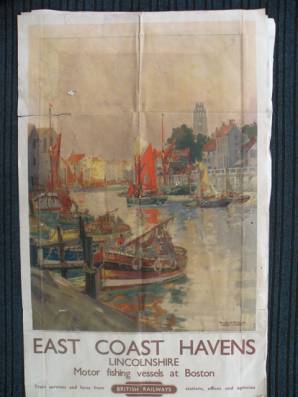 EAST COAST HAVENS
LINCOLNSHIRE
Motor fishing vessels at Boston
Train services and fares from BRITISH RAILWAYS stations, offices and agencies